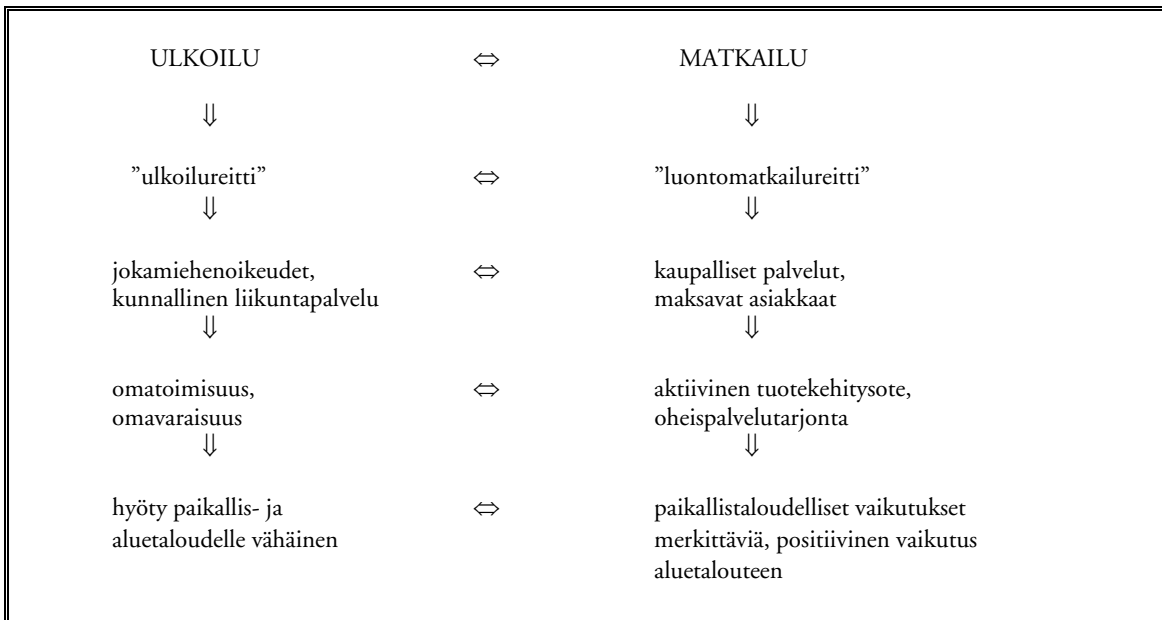 ULKOILU ⇔ MATKAILU
⇓ ⇓
”ulkoilureitti” ⇔ ”luontomatkailureitti”
⇓ ⇓
jokamiehenoikeudet, ⇔ kaupalliset palvelut,
kunnallinen liikuntapalvelu maksavat asiakkaat
⇓ ⇓
omatoimisuus, ⇔ aktiivinen tuotekehitysote,
omavaraisuus oheispalvelutarjonta
⇓ ⇓
hyöty paikallis- ja ⇔ paikallistaloudelliset vaikutukset
aluetaloudelle vähäinen merkittäviä, positiivinen vaikutus
aluetalouteen